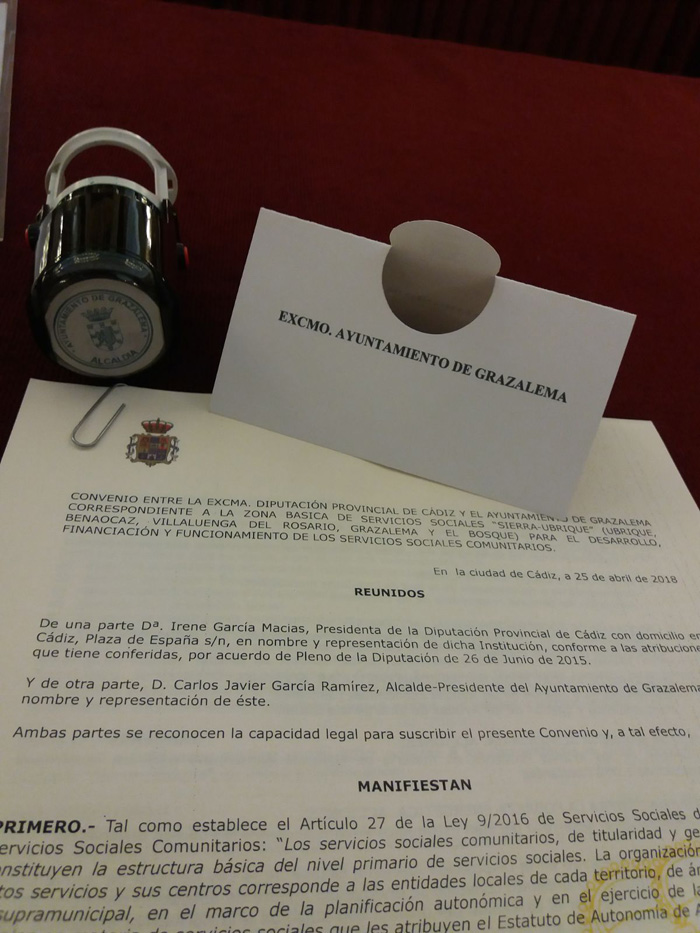 AYUNTAMIENTO DE GRAZALEMA
ALCALDIA
EXCMO. AYUNTAMIENTO DE GRAZALEMA
CONVENIO ENTRE LA EXCMA. DIPUTACIÓN PROVINCIAL DE CÁDIZ Y EL AYUNTAMIENTO DE GRAZALEMA
CORRESPONDIENTE A LA ZONA BASICA DE SERVICIOS SOCIALES "SIERRA-UBRIQUE" (UBRIQUE,
BENAOCAZ, VILLALUENGA DEL ROSARIO, GRAZALEMA Y EL BOSQUE) PARA EL DESARROLLO,
FINANCIACIÓN Y FUNCIONAMIENTO DE LOS SERVICIOS SOCIALES COMUNITARIOS.
En la ciudad de Cádiz, a 25 de abril de 2018
REUNIDOS
De una parte Dª. Irene García Macias, Presidenta de la Diputación Provincial de Cádiz con domicilio en
Cádiz, Plaza de España s/n, en nombre y representación de dicha Institución, conforme a las atribucione
que tiene conferidas, por acuerdo de Pleno de la Diputación de 26 de Junio de 2015.
Y de otra parte, D. Carlos Javier García Ramírez, Alcalde-Presidente del Ayuntamiento de Grazalema
nombre y representación de éste.
Ambas partes se reconocen la capacidad legal para suscribir el presente Convenio y, a tal efecto,
MANIFIESTAN
PRIMERO.- Tal como establece el Artículo 27 de la Ley 9/2016 de Servicios Sociales d
ervicios Sociales Comunitarios: "Los servicios sociales comunitarios, de titularidad y ge
nstituyen la estructura básica del nivel primario de servicios sociales. La organización
tos servicios y sus centros corresponde a las entidades locales de cada territorio, de ár
supramunicipal, en el marco de la planificación autonómica y en el ejercicio de la
de servicios sociales que les atribuyen el Estatuto de Autonomía de A